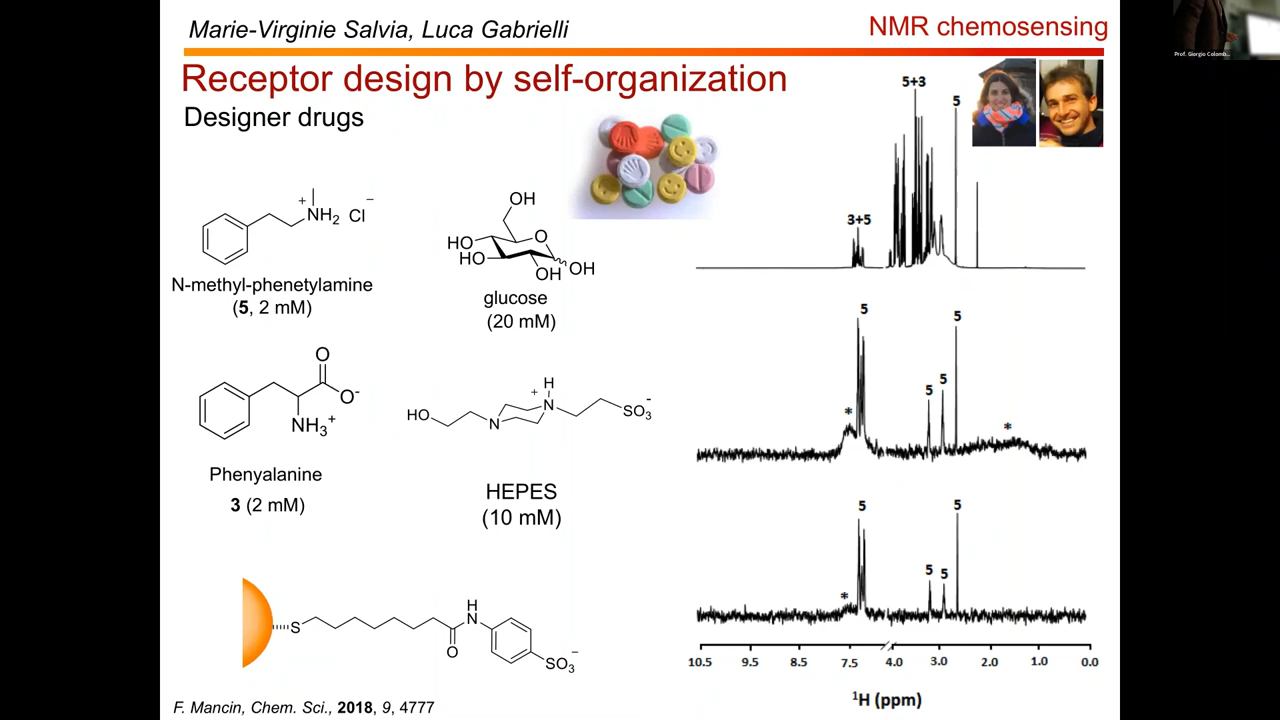 Marie-Virginie Salvia, Luca Gabrielli
NMR chemosensing
Prof. Giorgio Colomb...
Receptor design by self-organization
Designer drugs
NH2 Cl
+
−
N-methyl-phenetylamine
(5, 2 mM)
OH
HO
O
HO
OH
OH
glucose
(20 mM)
O
O-
NH3+
Phenyalanine
3 (2 mM)
H
+
HO
N
N
SO3
-
HEPES
(10 mM)
S
H
N
O
SO3
−
5+3
5
3+5
5
5
5
5
*
*
5
5
5
5
*
10.5 9.5 8.5 7.5 4.0 3.0 2.0 1.0 0.0
1H (ppm)
F. Mancin, Chem. Sci., 2018, 9, 4777